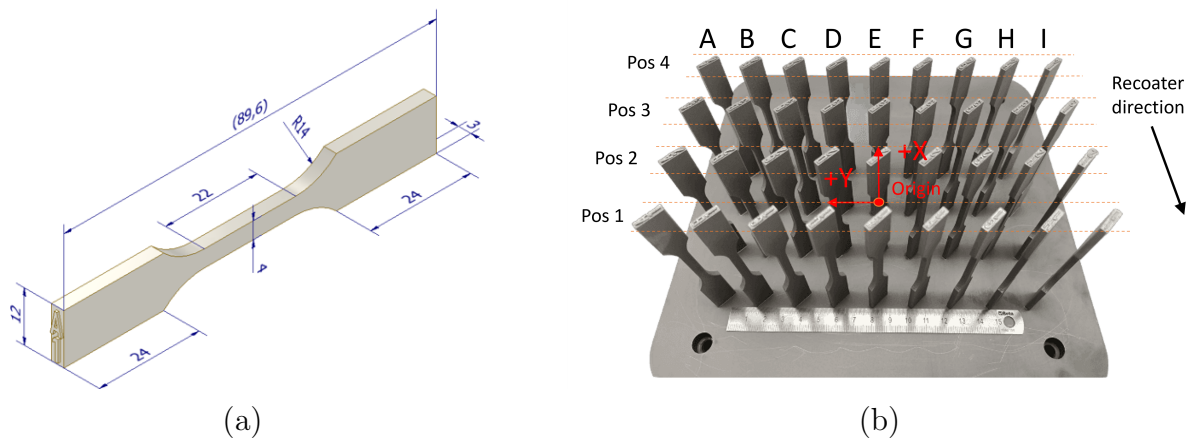 (89,6)
R14
3
22
24
4
12
24
A
(a)
A B C D E F G H I
Pos 4
Pos 3
Pos 2
Pos 1
+X
+Y
Origin
Recoater
direction
(b)